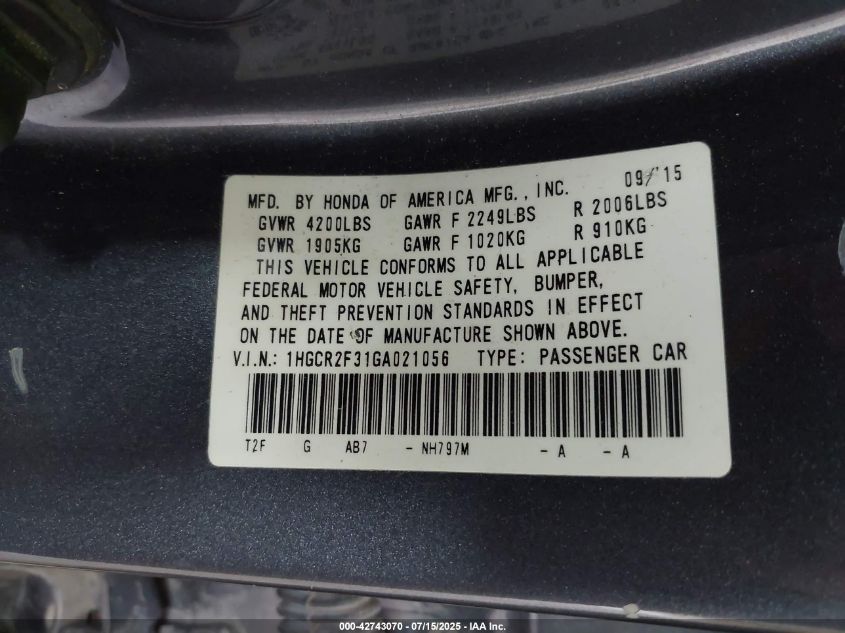 MFD. BY HONDA OF AMERICA MFG., INC. 09/'15
GVWR 4200LBS GAWR F 2249LBS R 2006LBS
GVWR 1905KG GAWR F 1020KG R 910KG
THIS VEHICLE CONFORMS TO ALL APPLICABLE
FEDERAL MOTOR VEHICLE SAFETY, BUMPER,
AND THEFT PREVENTION STANDARDS IN EFFECT
ON THE DATE OF MANUFACTURE SHOWN ABOVE.
V.I.N.: 1HGCR2F31GA021056 TYPE: PASSENGER CAR
T2F G AB7 - NH797M - A - A
000-42743070 - 07/15/2025 - IAA Inc.